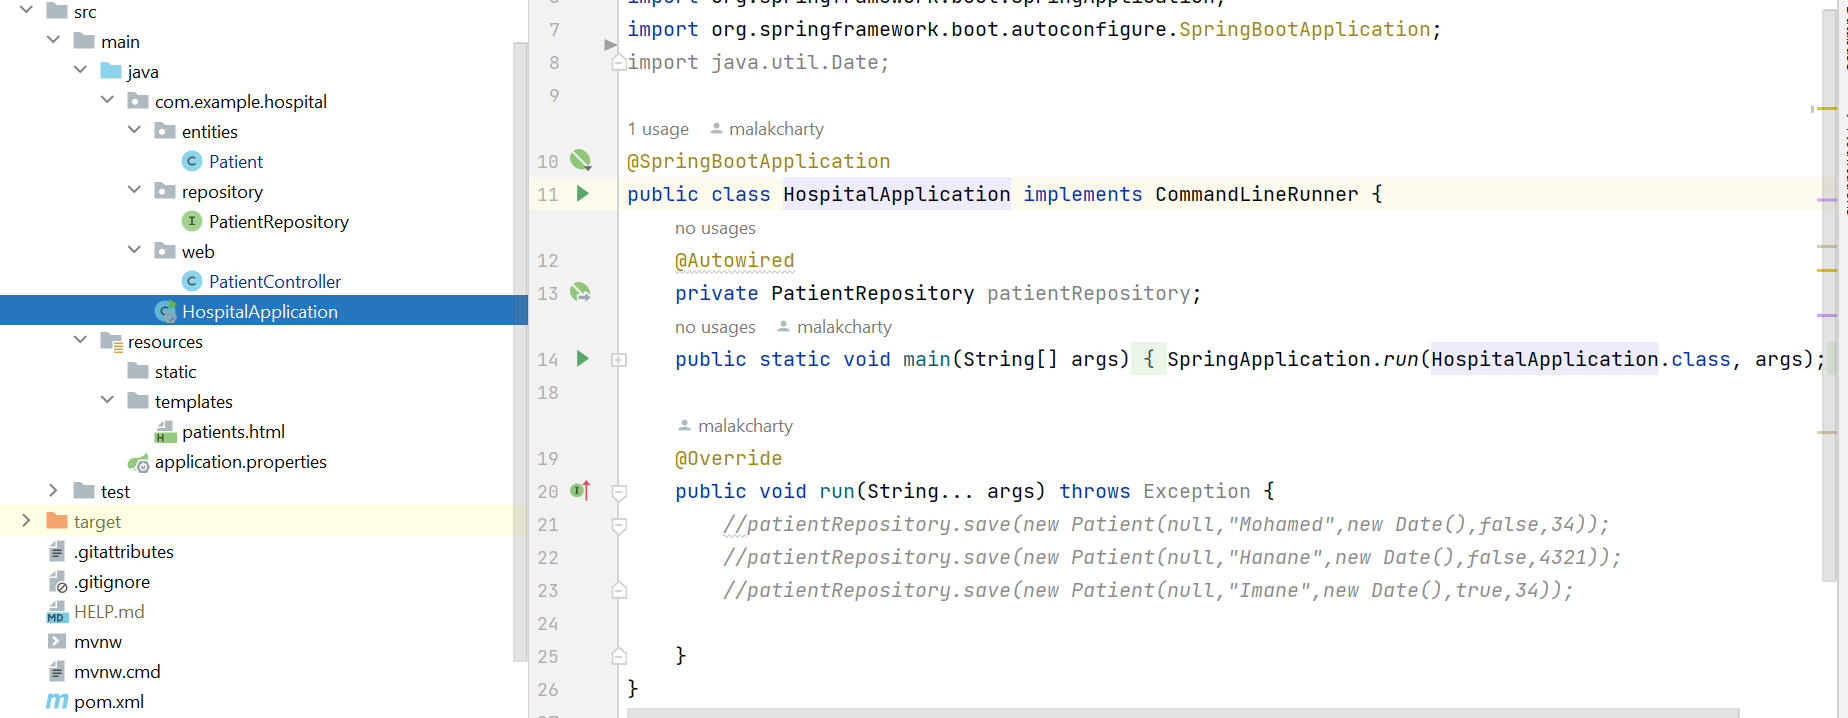 src
main
java
com.example.hospital
entities
Patient
repository
PatientRepository
web
PatientController
HospitalApplication
resources
static
templates
patients.html
application.properties
test
target
.gitattributes
.gitignore
HELP.md
mvnw
mvnw.cmd
pom.xml
7 import org.springframework.boot.autoconfigure.SpringBootApplication;
8 import java.util.Date;
9
1 usage malakcharty
10 @SpringBootApplication
11 public class HospitalApplication implements CommandLineRunner {
no usages
12 @Autowired
13 private PatientRepository patientRepository;
no usages malakcharty
14 public static void main(String[] args) { SpringApplication.run(HospitalApplication.class, args);
18
malakcharty
19 @Override
20 public void run(String... args) throws Exception {
21 //patientRepository.save(new Patient(null,"Mohamed",new Date(),false,34));
22 //patientRepository.save(new Patient(null,"Hanane",new Date(),false,4321));
23 //patientRepository.save(new Patient(null,"Imane",new Date(),true,34));
24
25 }
26 }